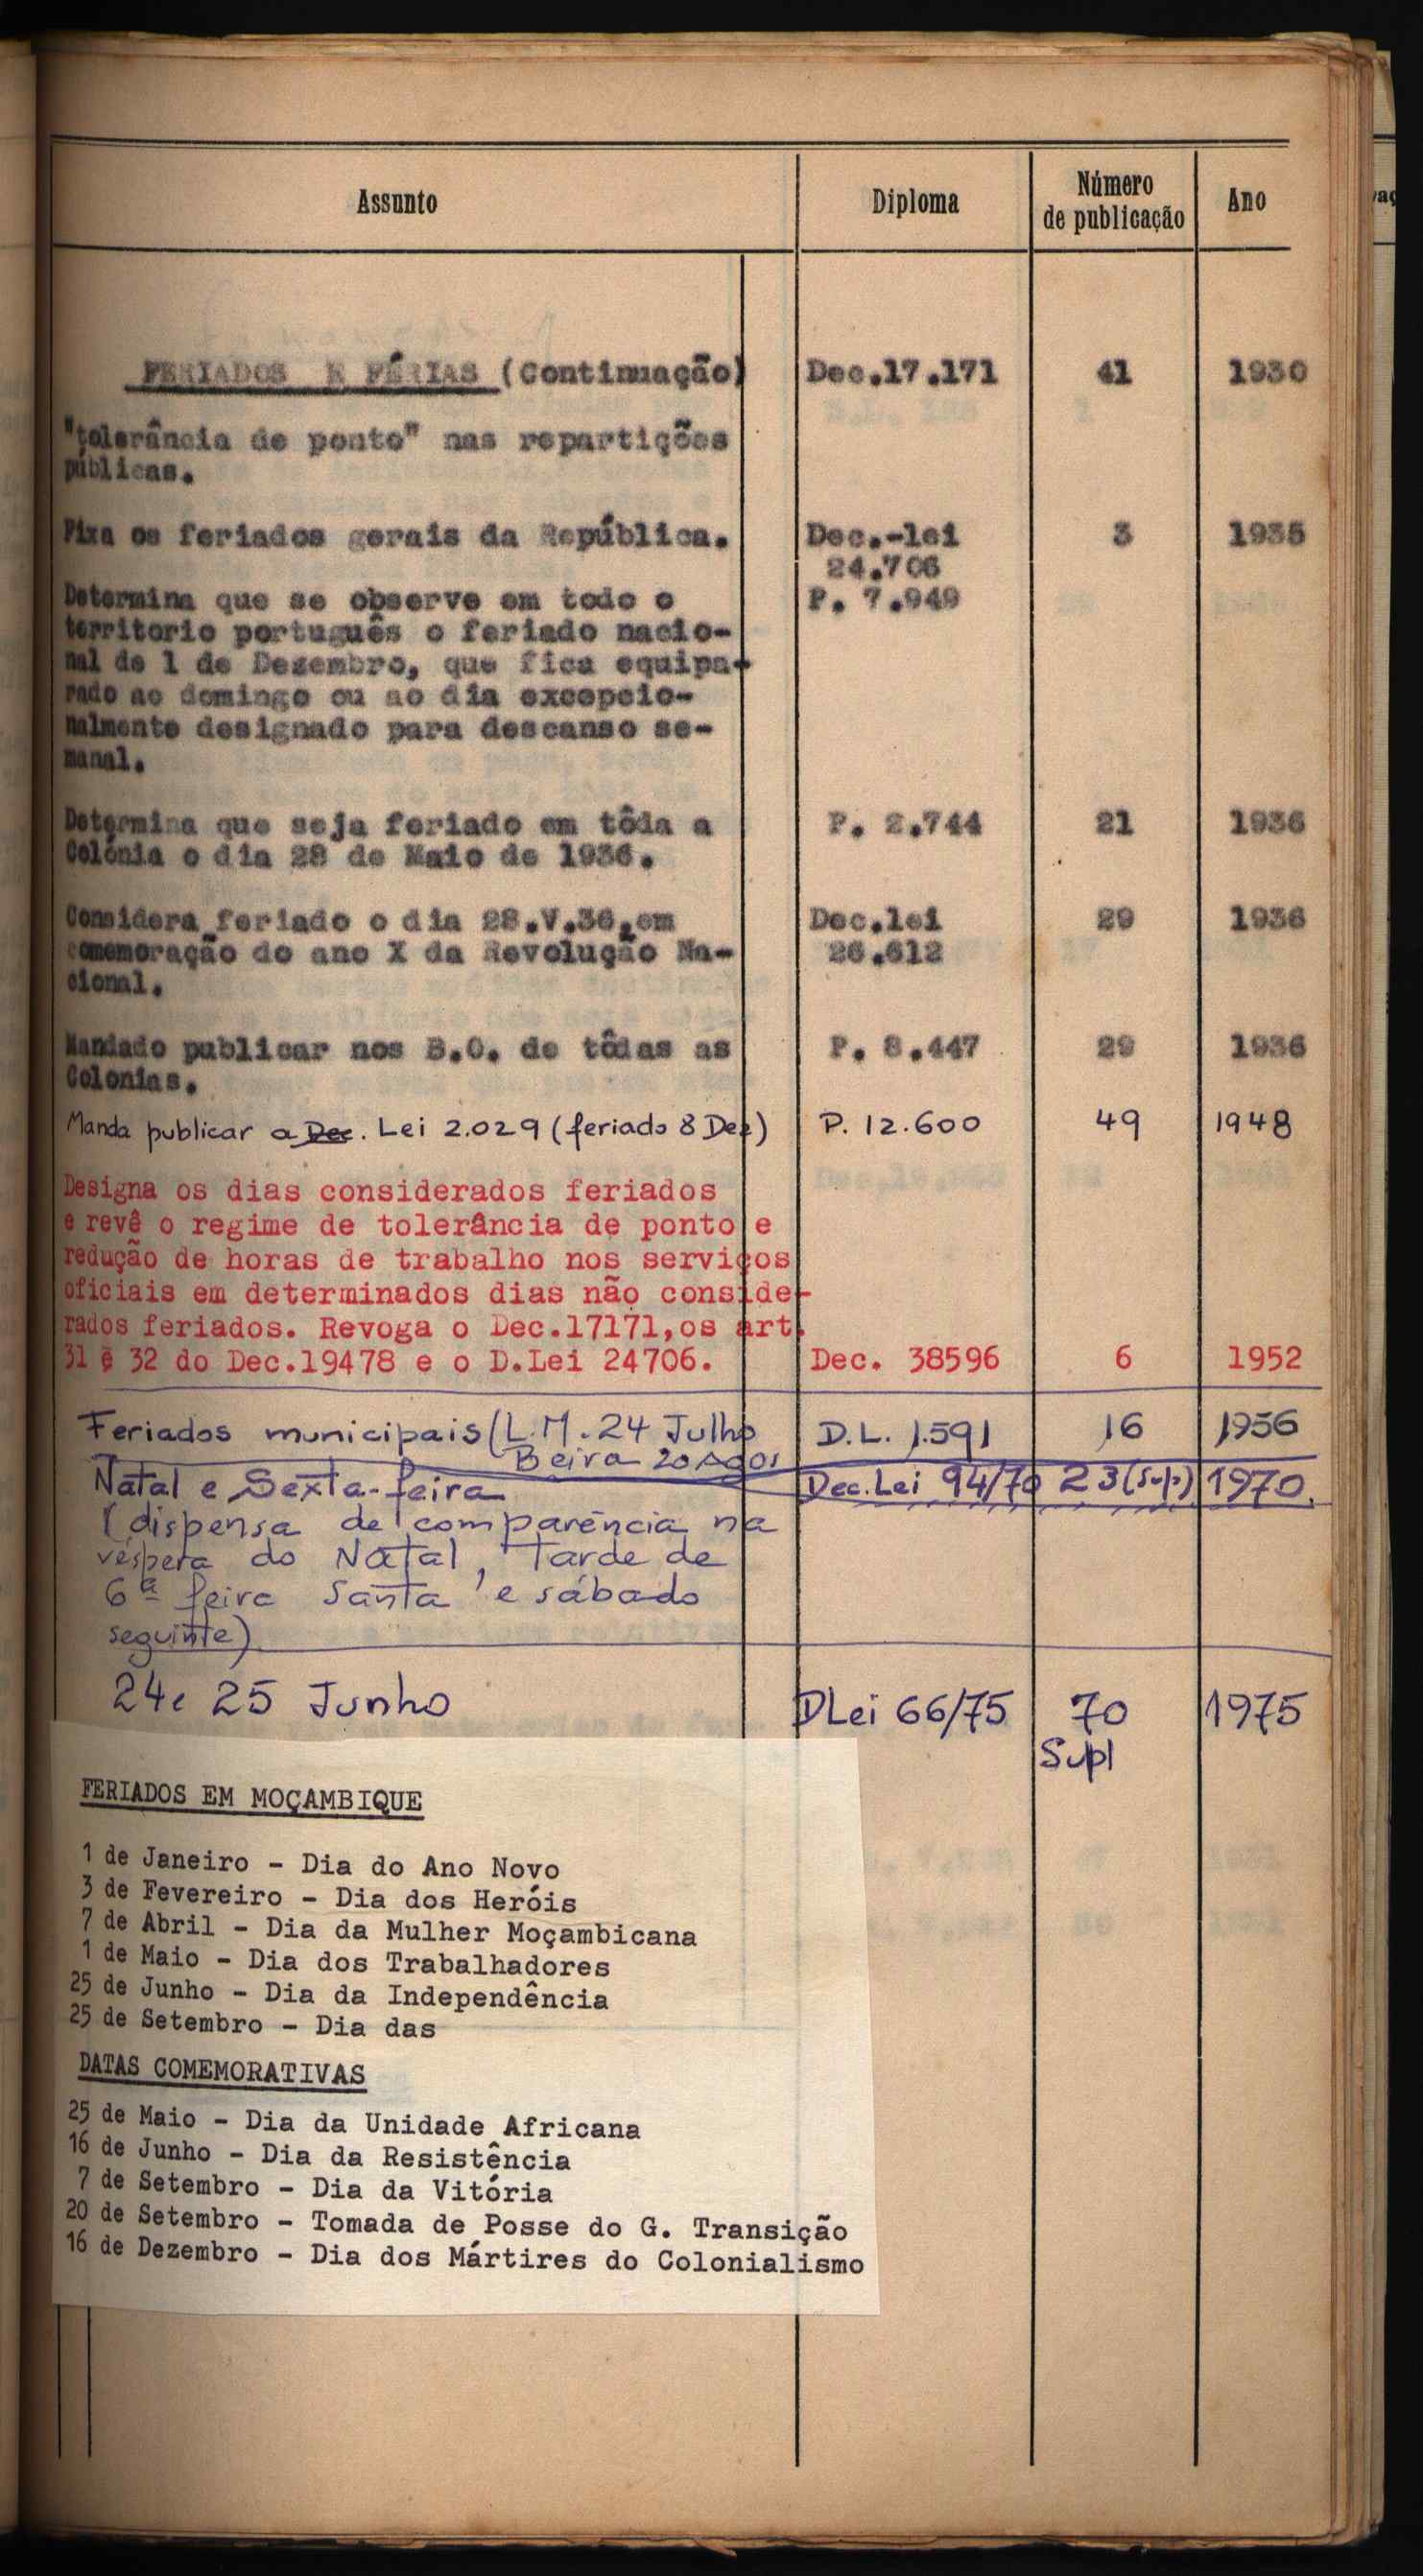 Assunto Diploma Número de publicação Ano
FERIADOS E FÉRIAS (Continuação) Dec.17.171 41 1930
"tolerância de ponto" nas repartições
públicas.
Fixa os feriados gerais da República. Dec.-lei 3 1935
24.706
Determina que se observe em todo o P. 7.949
territorio português o feriado nacio-
nal de 1 de Dezembro, que fica equipa-
rado ao domingo ou ao dia excepcio-
nalmente designado para descanso se-
manal.
Determina que seja feriado em tôda a P. 2.744 21 1936
Colónia o dia 28 de Maio de 1936.
Considera feriado o dia 28.V.36,em Dec.lei 29 1936
comemoração do ano X da Revolução Na- 26.612
cional.
Mandado publicar nos B.O. de tôdas as P. 8.447 29 1936
Colonias.
Manda publicar a Dec. Lei 2.029 (feriado 8 Dez) P. 12.600 49 1948
Designa os dias considerados feriados
e revê o regime de tolerância de ponto e
redução de horas de trabalho nos serviços
oficiais em determinados dias não conside-
rados feriados. Revoga o Dec.17171,os art.
31 e 32 do Dec.19478 e o D.Lei 24706. Dec. 38596 6 1952
Feriados municipais (L.M. 24 Julho D.L. 1.591 16 1956
Beira 20 Agos
Natal e Sexta-feira Dec.Lei 94/70 23 (Sup.) 1970.
(dispensa de comparência na
véspera do Natal, tarde de
6ª feira Santa e sábado
seguinte)
24 e 25 Junho DLei 66/75 70 1975
Supl
FERIADOS EM MOÇAMBIQUE
1 de Janeiro - Dia do Ano Novo
3 de Fevereiro - Dia dos Heróis
7 de Abril - Dia da Mulher Moçambicana
1 de Maio - Dia dos Trabalhadores
25 de Junho - Dia da Independência
25 de Setembro - Dia das
DATAS COMEMORATIVAS
25 de Maio - Dia da Unidade Africana
16 de Junho - Dia da Resistência
7 de Setembro - Dia da Vitória
20 de Setembro - Tomada de Posse do G. Transição
16 de Dezembro - Dia dos Mártires do Colonialismo